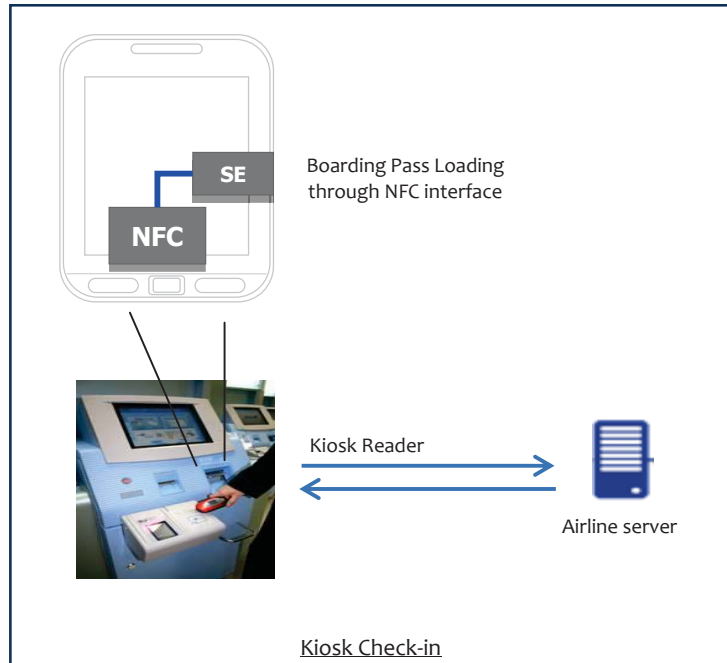 SE
Boarding Pass Loading
through NFC interface
NFC
Kiosk Reader
Airline server
Kiosk Check-in